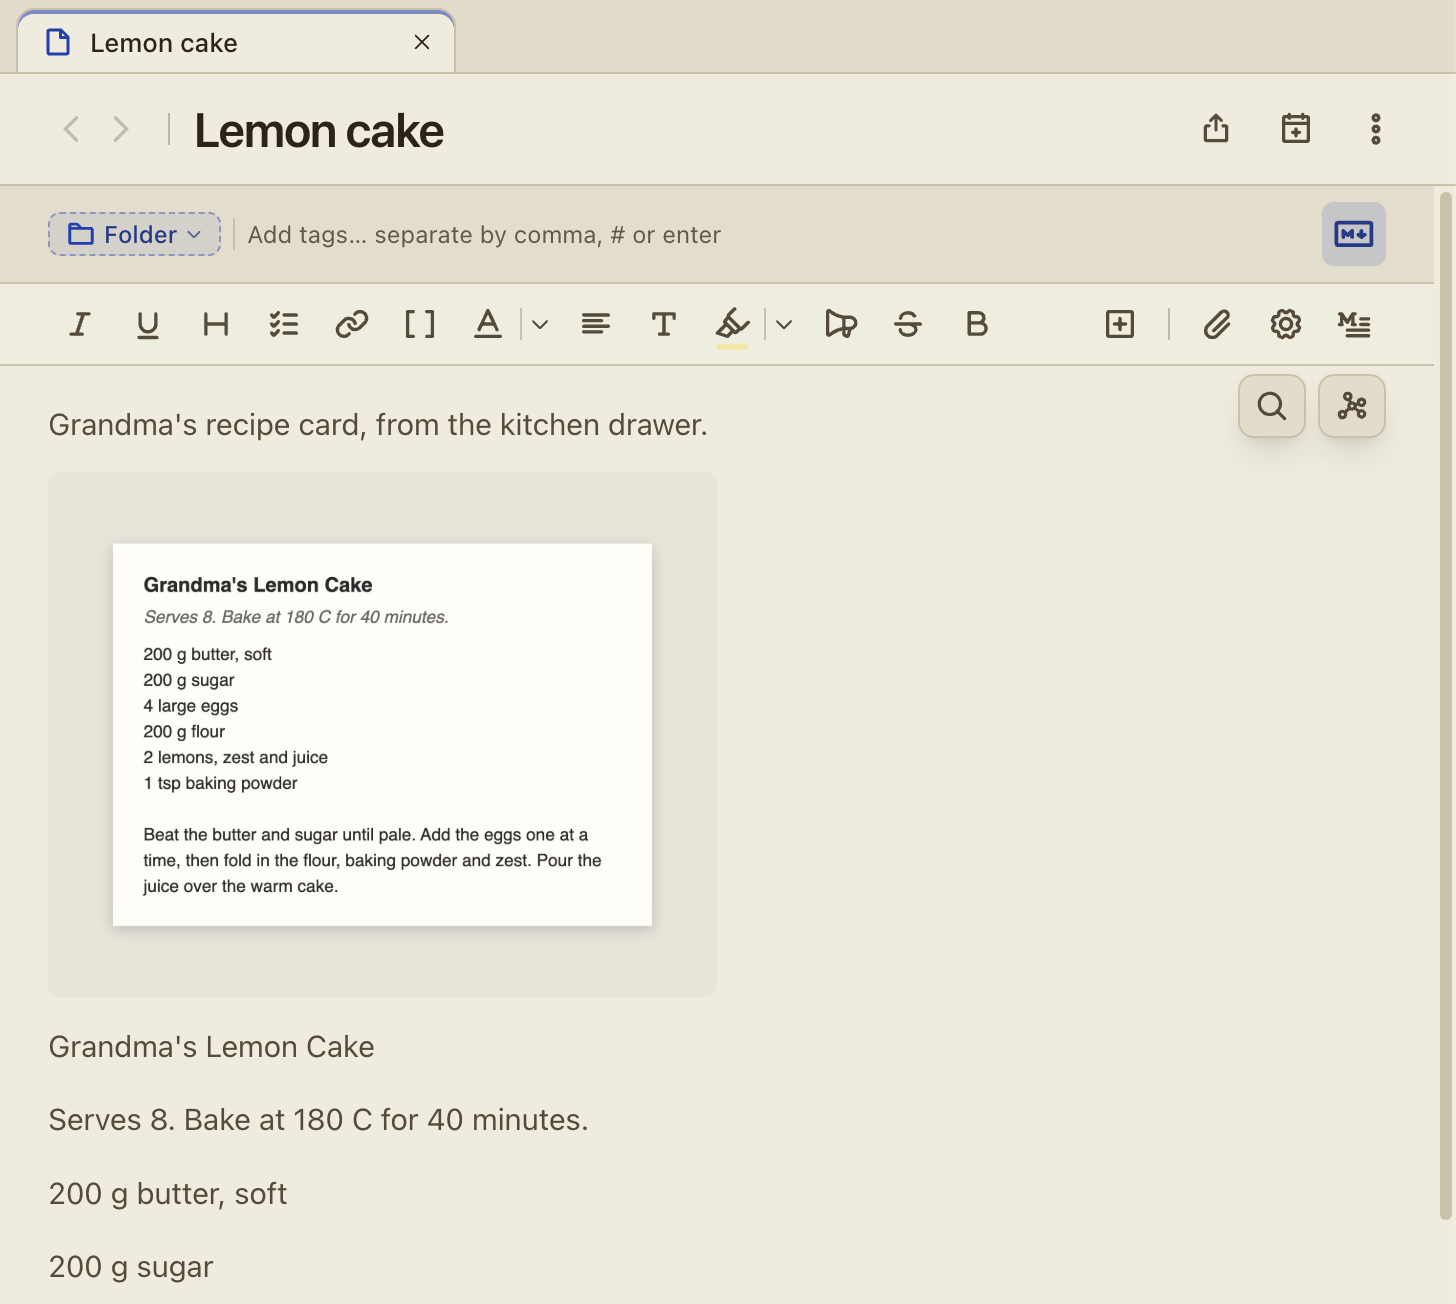 Lemon cake
Lemon cake
Folder
Add tags... separate by comma, # or enter
Grandma's recipe card, from the kitchen drawer.
Grandma's Lemon Cake
Serves 8. Bake at 180 C for 40 minutes.
200 g butter, soft
200 g sugar
4 large eggs
200 g flour
2 lemons, zest and juice
1 tsp baking powder
Beat the butter and sugar until pale. Add the eggs one at a
time, then fold in the flour, baking powder and zest. Pour the
juice over the warm cake.
Grandma's Lemon Cake
Serves 8. Bake at 180 C for 40 minutes.
200 g butter, soft
200 g sugar